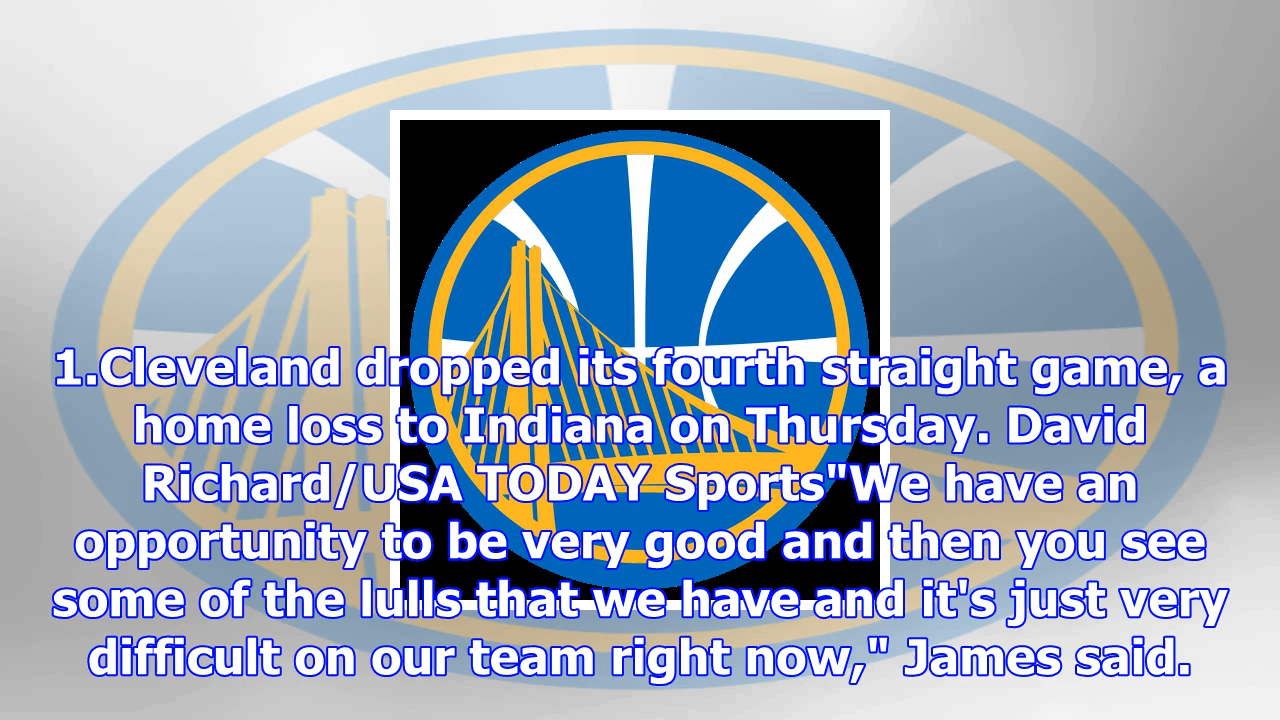 1.Cleveland dropped its fourth straight game, a
home loss to Indiana on Thursday. David
Richard/USA TODAY Sports"We have an
opportunity to be very good and then you see
some of the lulls that we have and it's just very
difficult on our team right now," James said.